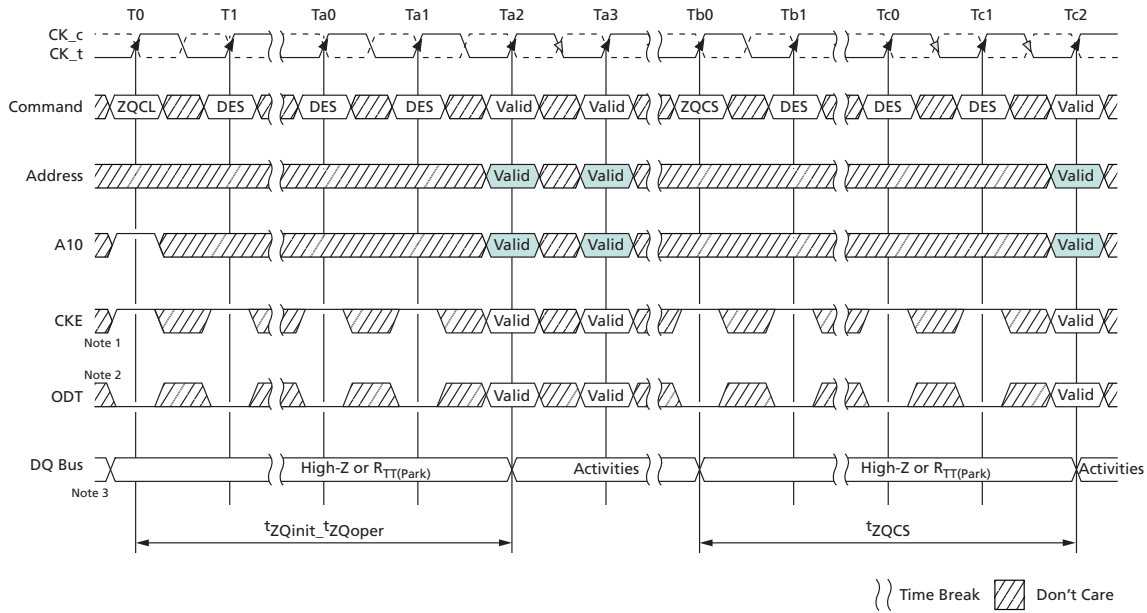 T0 T1 Ta0 Ta1 Ta2 Ta3 Tb0 Tb1 Tc0 Tc1 Tc2
CK_c
CK_t
Command ZQCL DES DES DES Valid Valid ZQCS DES DES DES Valid
Address Valid Valid Valid
A10 Valid Valid Valid
CKE Valid Valid Valid
Note 1
Note 2
ODT Valid Valid Valid
DQ Bus High-Z or RTT(Park) Activities High-Z or RTT(Park) Activities
Note 3
tZQinit_tZQoper tZQCS
Time Break Don't Care